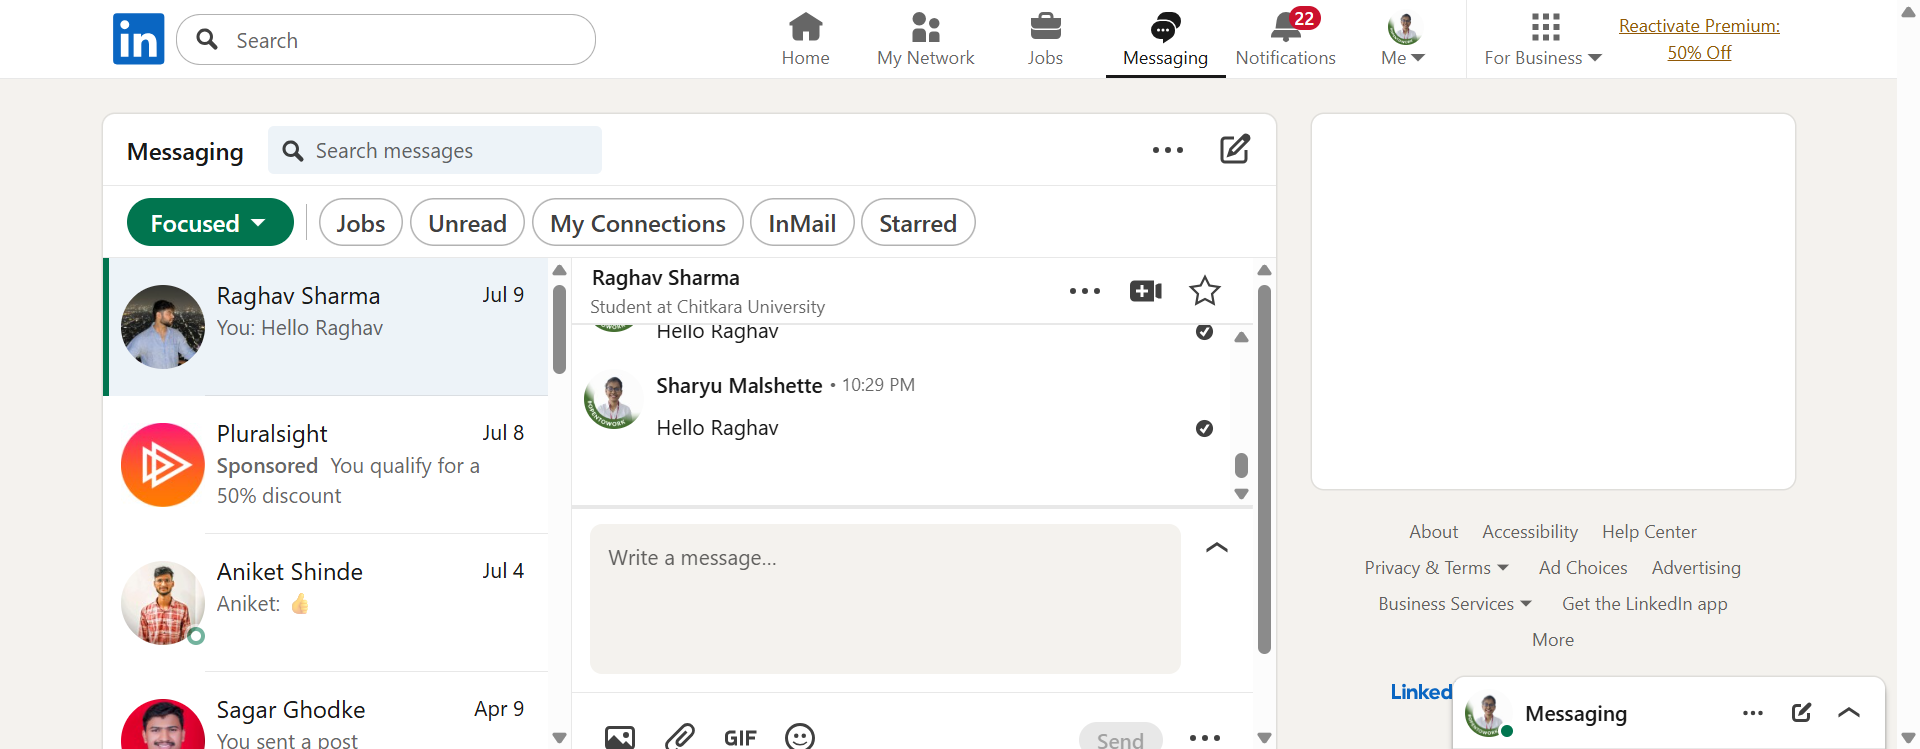 in
Search
Home
My Network
Jobs
Messaging
22
Notifications
Me
For Business
Reactivate Premium:
50% Off
Messaging
Search messages
Focused
Jobs
Unread
My Connections
InMail
Starred
Raghav Sharma
Jul 9
You: Hello Raghav
Pluralsight
Jul 8
Sponsored You qualify for a
50% discount
Aniket Shinde
Jul 4
Aniket: 👍
Sagar Ghodke
Apr 9
You sent a post
Raghav Sharma
Student at Chitkara University
Hello Raghav
Sharyu Malshette • 10:29 PM
#OPENTOWORK
Hello Raghav
Write a message...
GIF
Send
About
Accessibility
Help Center
Privacy & Terms
Ad Choices
Advertising
Business Services
Get the LinkedIn app
More
Linked
Messaging